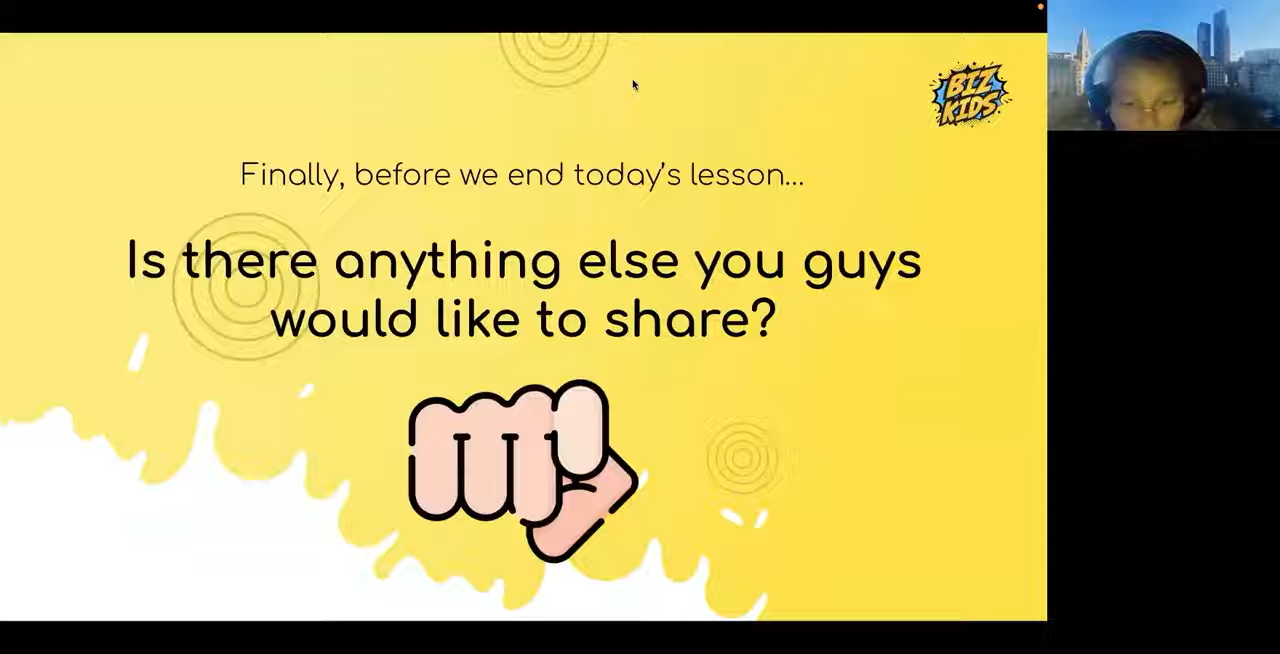 BIZ
KIDS
Finally, before we end today's lesson...
Is there anything else you guys
would like to share?